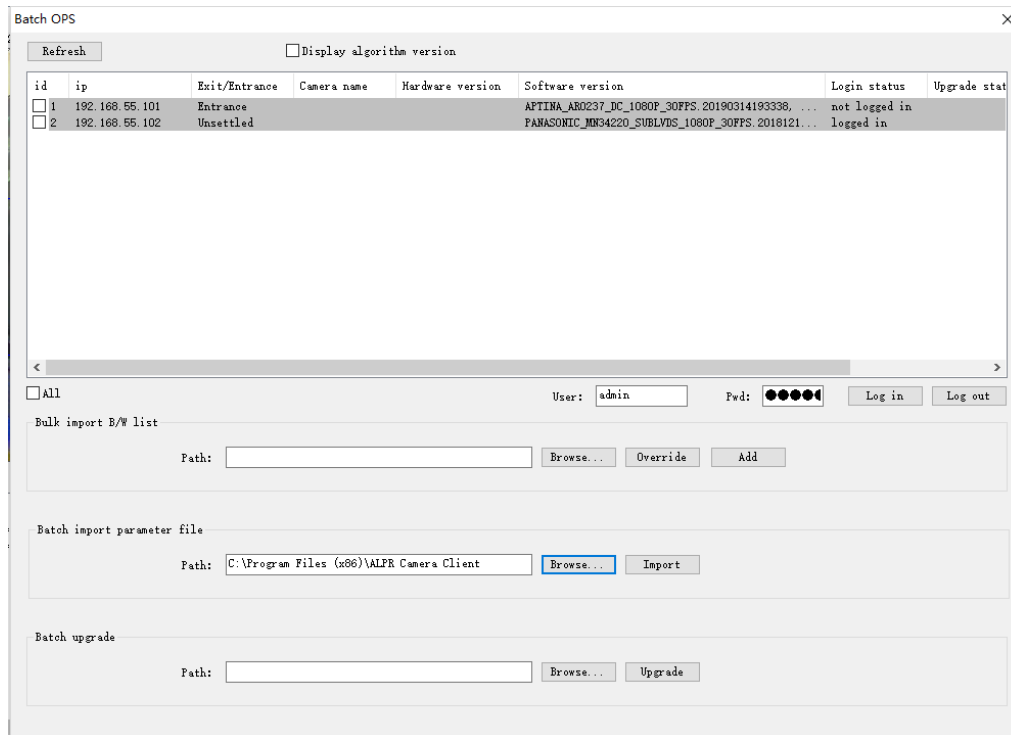 Batch OPS
Refresh Display algorithm version
id ip Exit/Entrance Camera name Hardware version Software version Login status Upgrade stat
1 192.168.55.101 Entrance APTINA_AR0237_DC_1080P_30FPS.20190314193338, ... not logged in
2 192.168.55.102 Unsettled PANASONIC_MN34220_SUBLVDS_1080P_30FPS.2018121... logged in
All User: admin Pwd: Log in Log out
Bulk import B/W list
Path: Browse... Override Add
Batch import parameter file
Path: C:\Program Files (x86)\ALPR Camera Client Browse... Import
Batch upgrade
Path: Browse... Upgrade